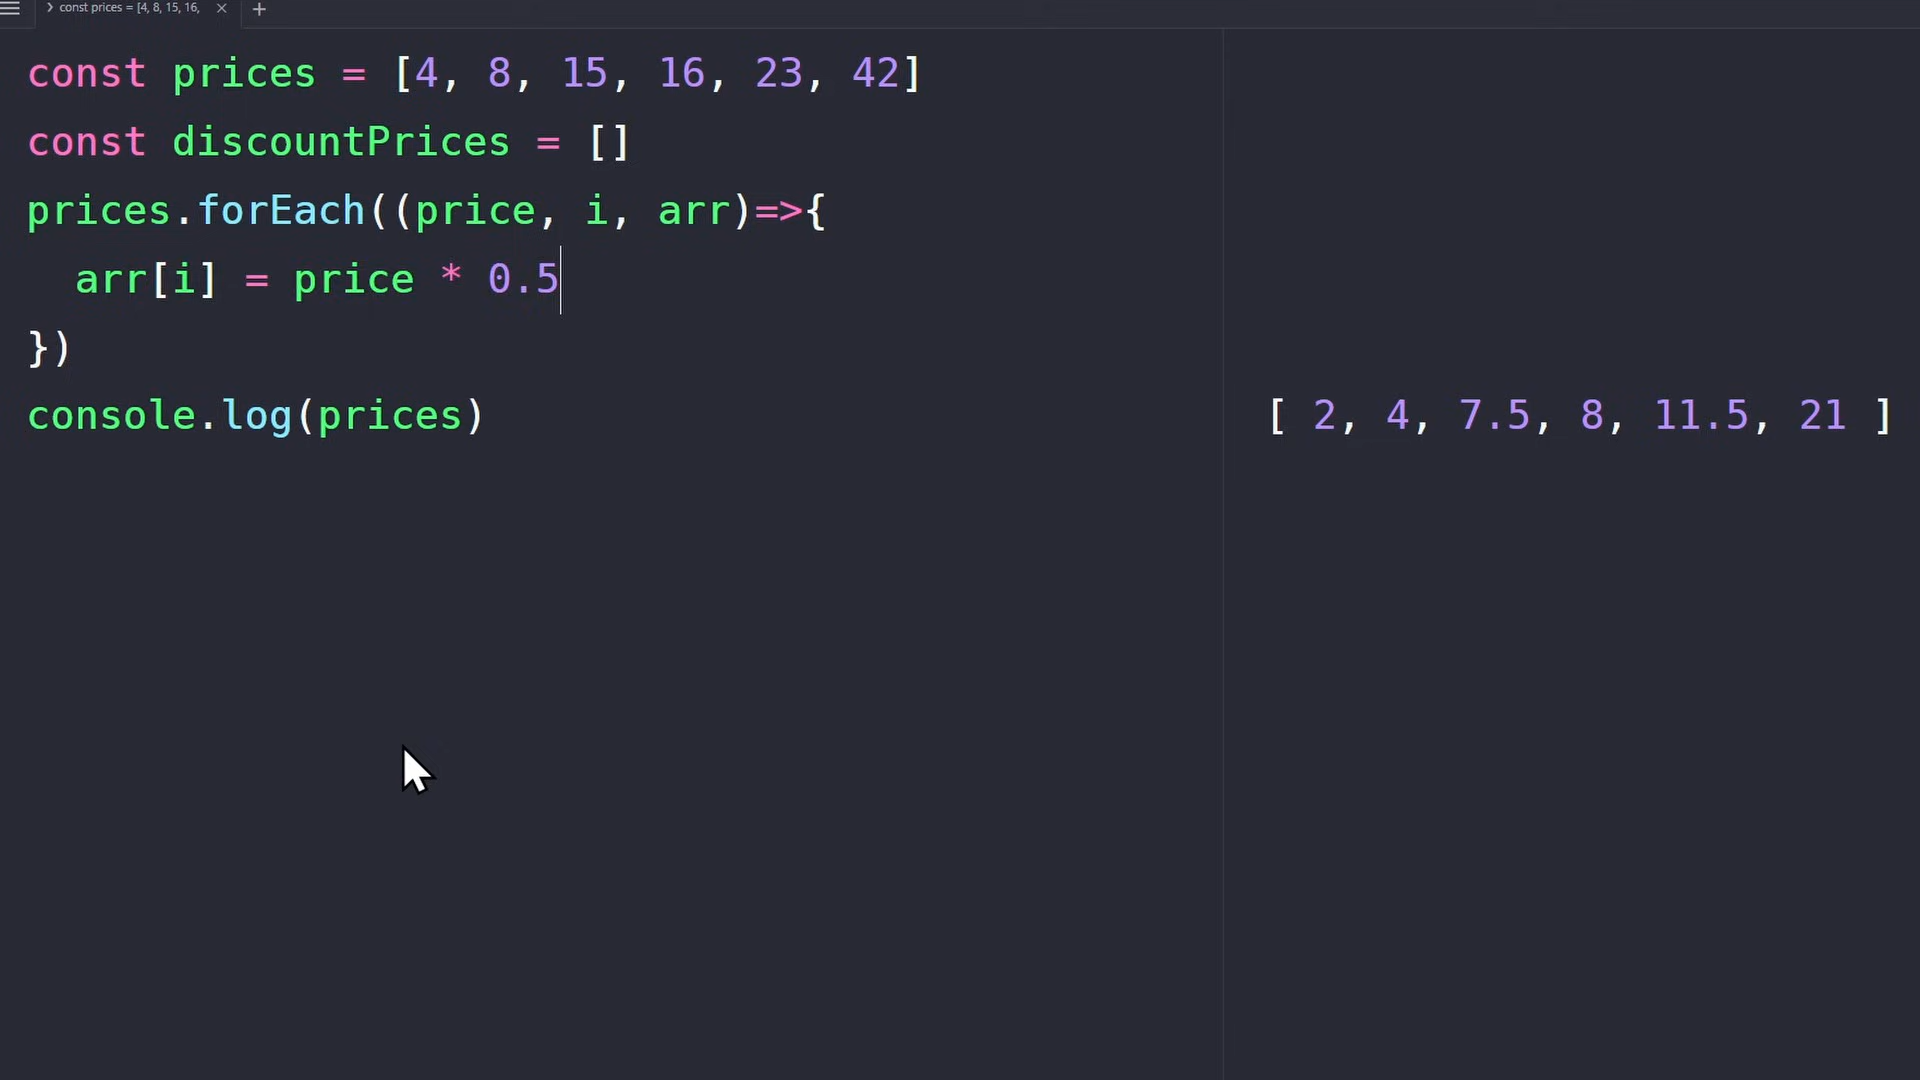 const prices = [4, 8, 15, 16,
const prices = [4, 8, 15, 16, 23, 42]
const discountPrices = []
prices.forEach((price, i, arr)=>{
  arr[i] = price * 0.5
})
console.log(prices)
[ 2, 4, 7.5, 8, 11.5, 21 ]